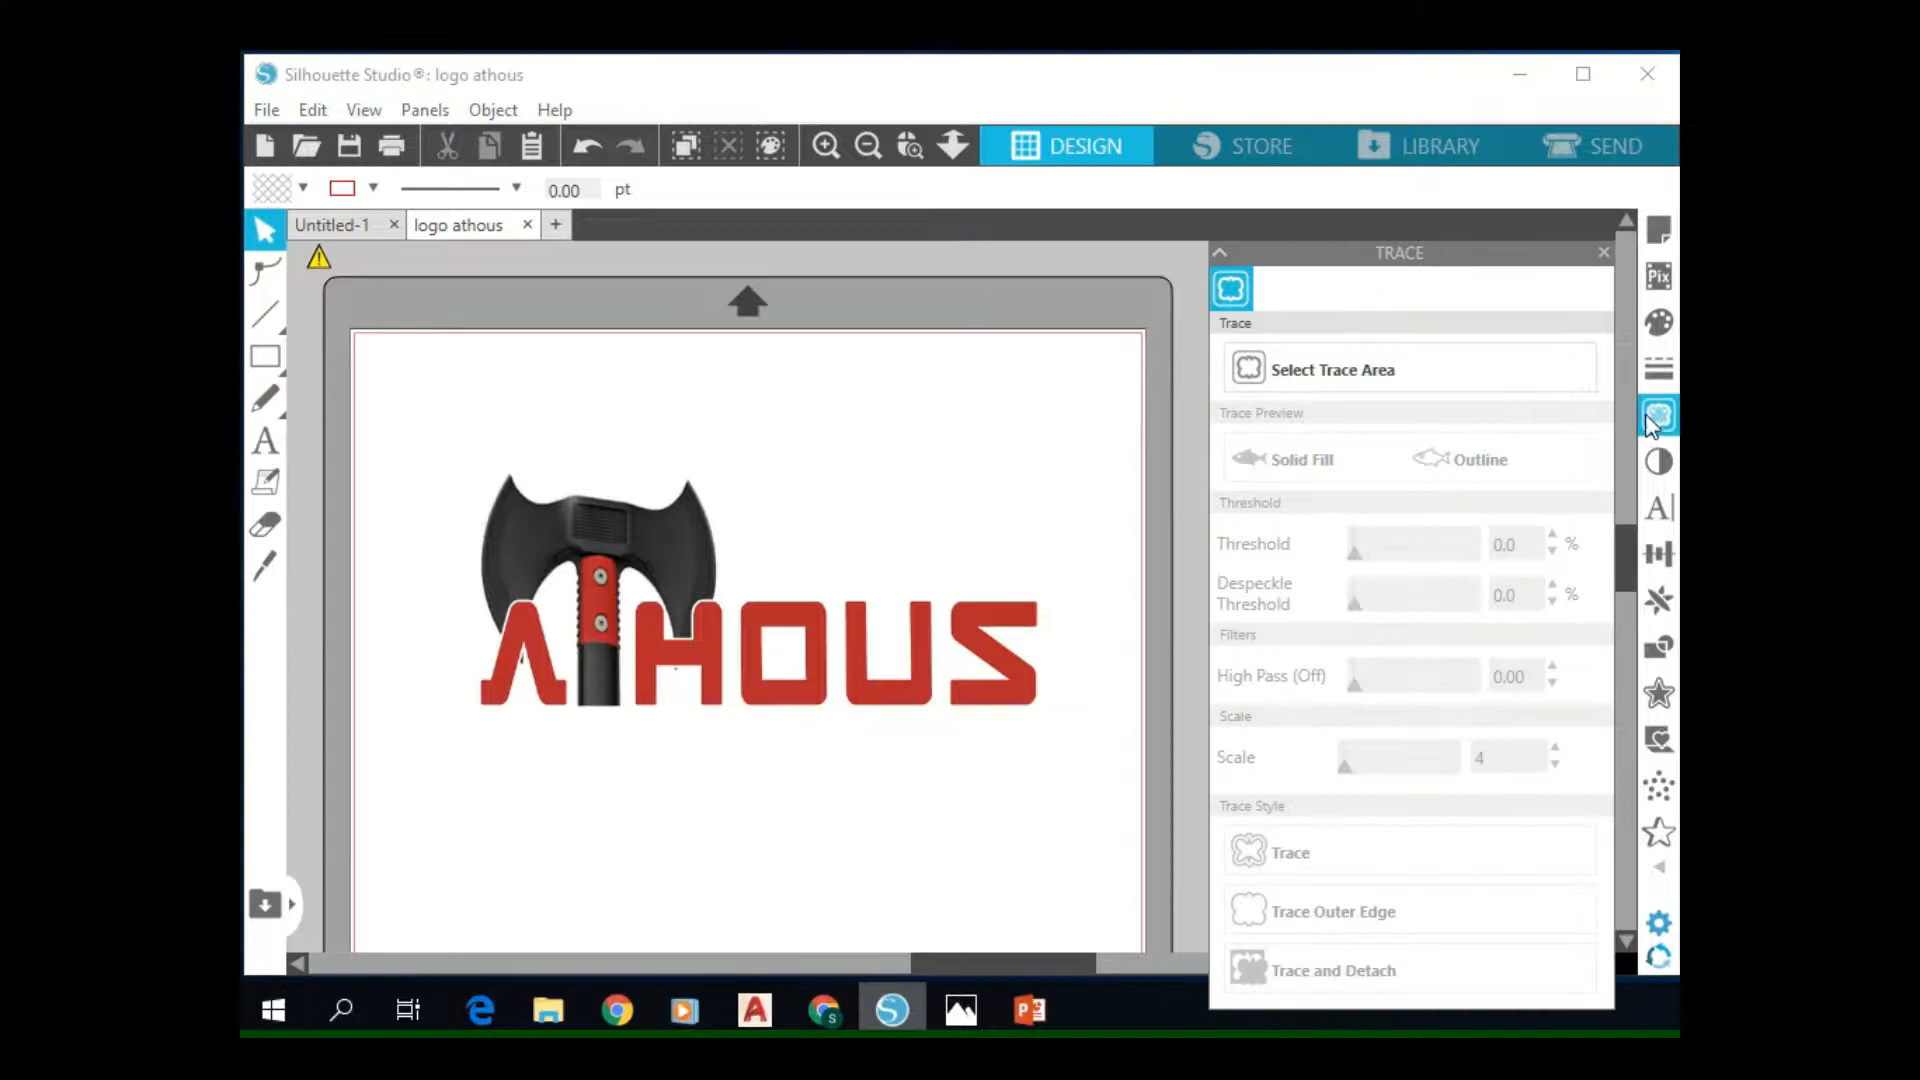 Silhouette Studio®: logo athous
File Edit View Panels Object Help
DESIGN STORE LIBRARY SEND
0.00 pt
Untitled-1 logo athous
TRACE
Pix
Trace
Select Trace Area
Trace Preview
Solid Fill Outline
Threshold
Threshold 0.0 %
Despeckle
Threshold 0.0 %
Filters
High Pass (Off) 0.00
Scale
Scale 4
Trace Style
Trace
Trace Outer Edge
Trace and Detach
ATHOUS